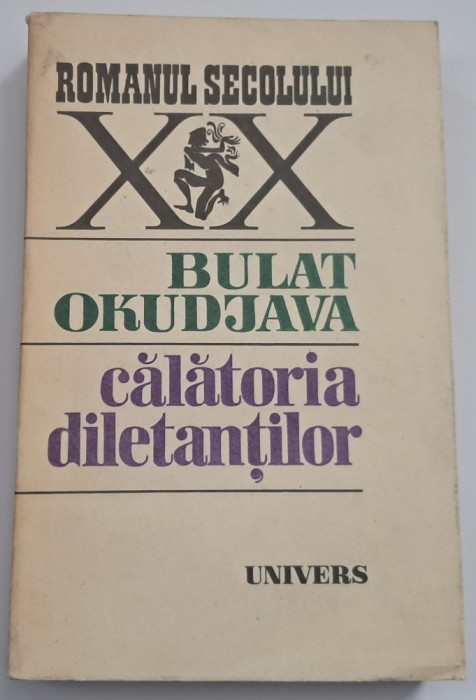 ROMANUL SECOLULUI
XX
BULAT
OKUDJAVA
călătoria
diletanților
UNIVERS